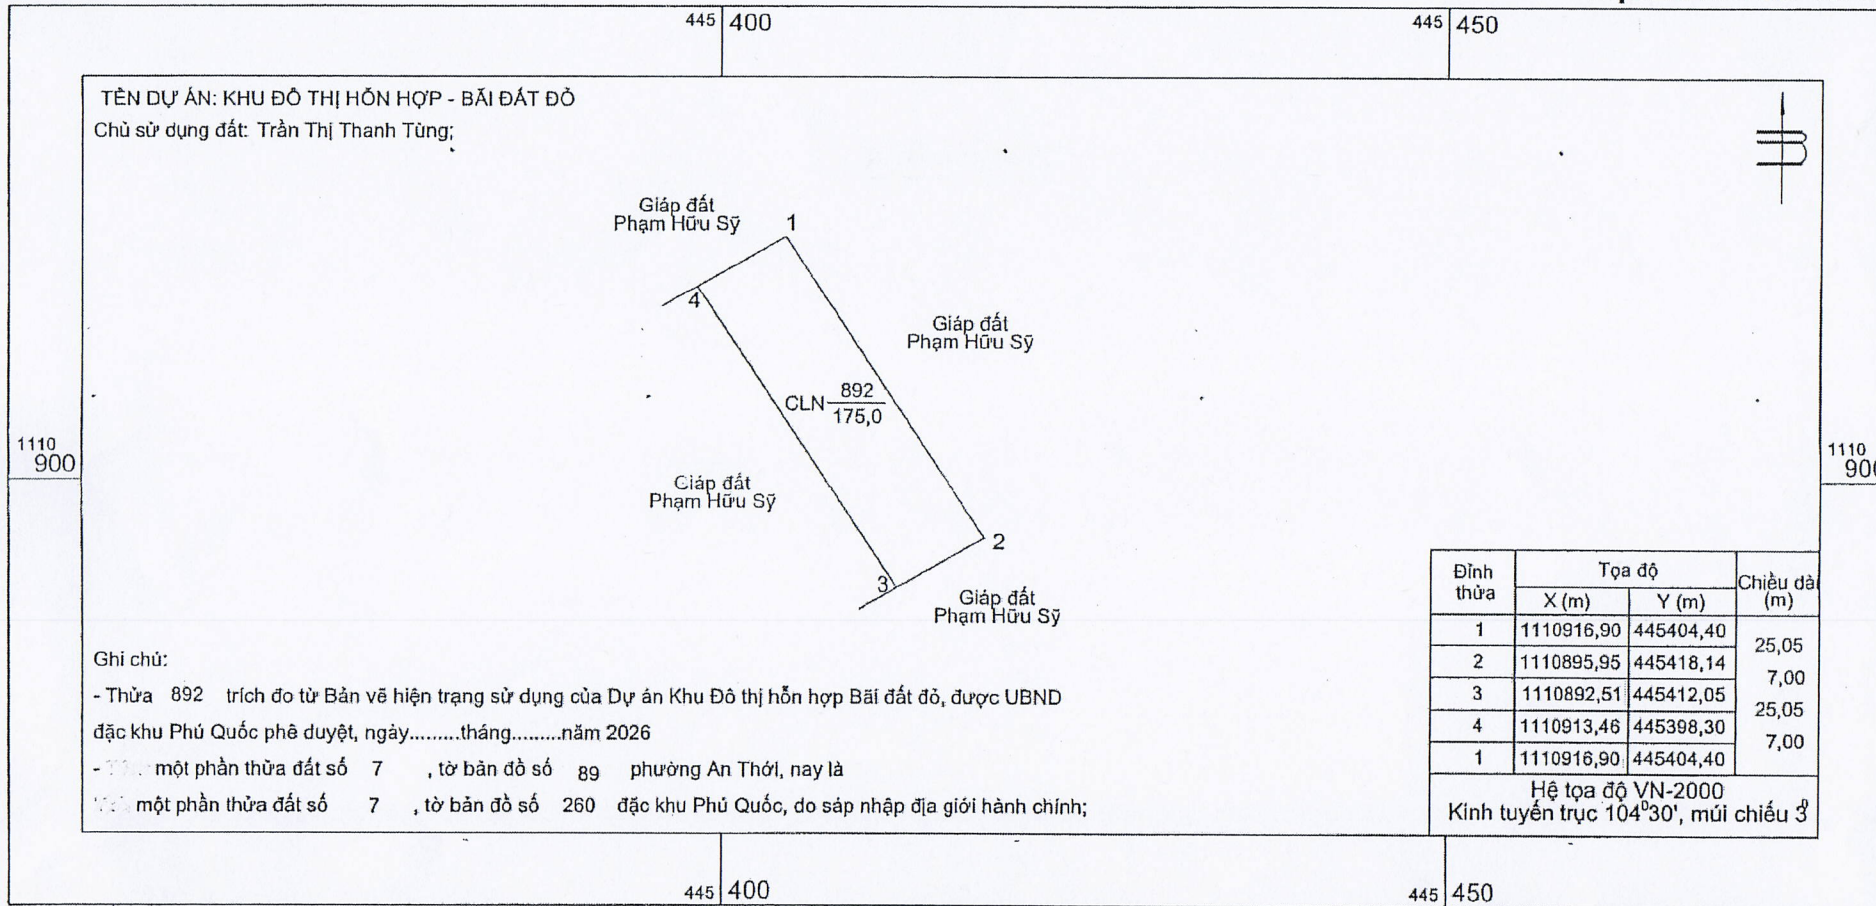 445 400
445 450
TÊN DỰ ÁN: KHU ĐÔ THỊ HỖN HỢP - BÃI ĐẤT ĐỎ
Chủ sử dụng đất: Trần Thị Thanh Tùng;
Giáp đất
Phạm Hữu Sỹ
1
4
Giáp đất
Phạm Hữu Sỹ
CLN 892
175,0
1110
900
1110
900
Giáp đất
Phạm Hữu Sỹ
2
3
Giáp đất
Phạm Hữu Sỹ
Đỉnh thửa Tọa độ Chiều dài (m)
X (m) Y (m)
1 1110916,90 445404,40
25,05
2 1110895,95 445418,14
7,00
3 1110892,51 445412,05
25,05
4 1110913,46 445398,30
7,00
1 1110916,90 445404,40
Hệ tọa độ VN-2000
Kinh tuyến trục 104°30', múi chiếu 3
Ghi chú:
- Thửa 892 trích đo từ Bản vẽ hiện trạng sử dụng của Dự án Khu Đô thị hỗn hợp Bãi đất đỏ, được UBND
đặc khu Phú Quốc phê duyệt, ngày.........tháng.........năm 2026
- một phần thửa đất số 7 , tờ bản đồ số 89 phường An Thới, nay là
một phần thửa đất số 7 , tờ bản đồ số 260 đặc khu Phú Quốc, do sáp nhập địa giới hành chính;
445 400
445 450